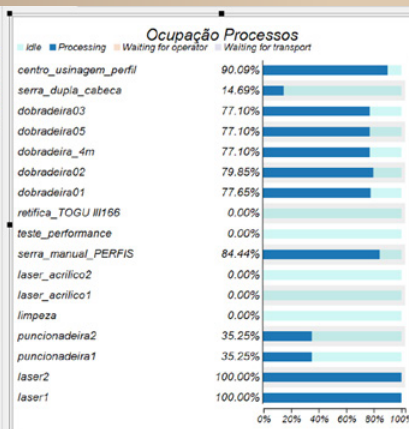 Ocupação Processos
Idle Processing Waiting for operator Waiting for transport
centro_usinagem_perfil 90.09%
serra_dupla_cabeca 14.69%
dobradeira03 77.10%
dobradeira05 77.10%
dobradeira_4m 77.10%
dobradeira02 79.85%
dobradeira01 77.65%
retifica_TOGU III166 0.00%
teste_performance 0.00%
serra_manual_PERFIS 84.44%
laser_acrilico2 0.00%
laser_acrilico1 0.00%
limpeza 0.00%
puncionadeira2 35.25%
puncionadeira1 35.25%
laser2 100.00%
laser1 100.00%
0% 20% 40% 60% 80% 100%